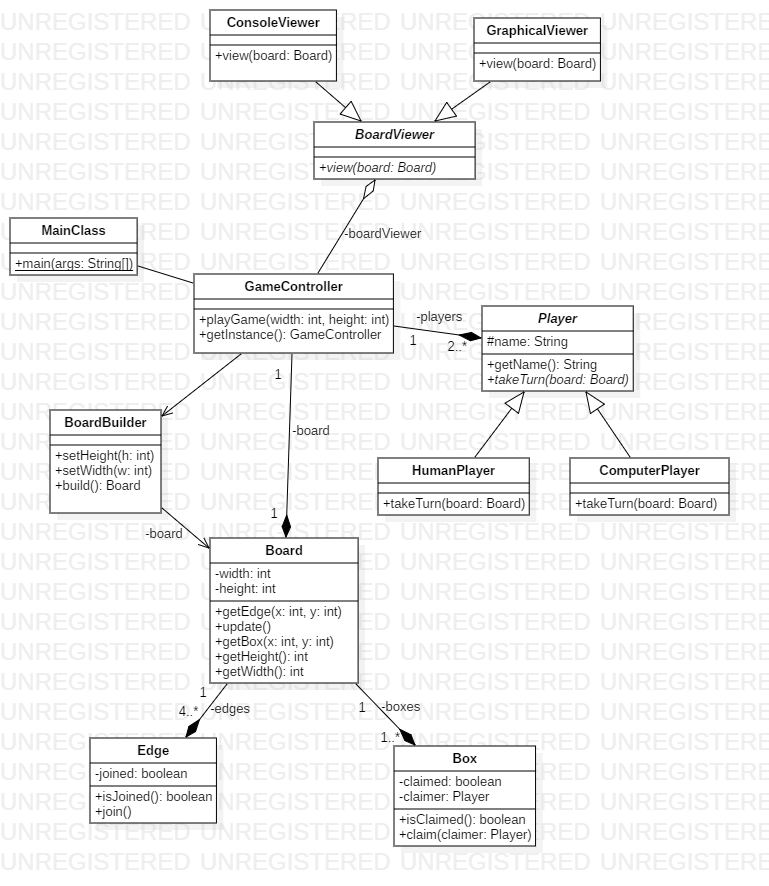 ConsoleViewer
+view(board: Board)
GraphicalViewer
+view(board: Board)
BoardViewer
+view(board: Board)
-boardViewer
MainClass
+main(args: String[])
GameController
+playGame(width: int, height: int)
+getInstance(): GameController
-players
1
2..*
Player
#name: String
+getName(): String
+takeTurn(board: Board)
1
-board
1
BoardBuilder
+setHeight(h: int)
+setWidth(w: int)
+build(): Board
-board
HumanPlayer
+takeTurn(board: Board)
ComputerPlayer
+takeTurn(board: Board)
Board
-width: int
-height: int
+getEdge(x: int, y: int)
+update()
+getBox(x: int, y: int)
+getHeight(): int
+getWidth(): int
1
4..*
-edges
1
-boxes
1..*
Edge
-joined: boolean
+isJoined(): boolean
+join()
Box
-claimed: boolean
-claimer: Player
+isClaimed(): boolean
+claim(claimer: Player)
UNREGISTERED